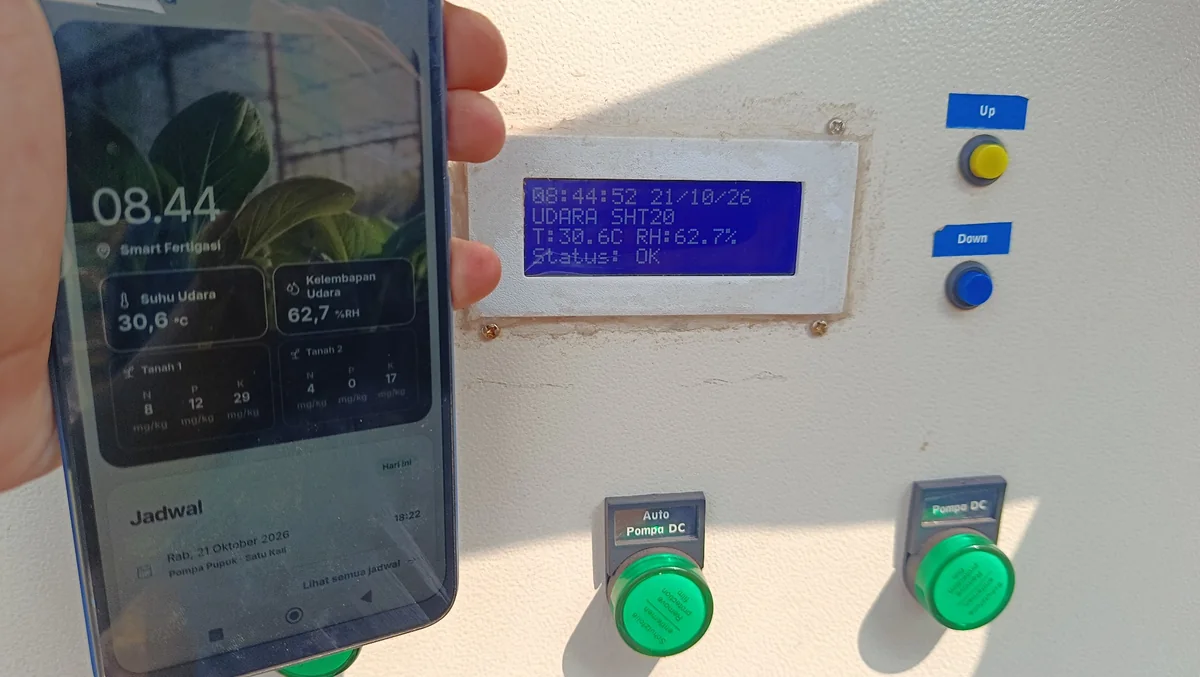 08.44
Smart Fertigasi
Suhu Udara
30,6 °C
Kelembapan
Udara
62,7 %RH
Tanah 1
N P K
8 12 29
mg/kg mg/kg mg/kg
Tanah 2
N P K
4 0 17
mg/kg mg/kg mg/kg
Hari Ini
Jadwal
Rab, 21 Oktober 2026
18:22
Pompa Pupuk - Satu Kali
Lihat semua jadwal
08:44:52 21/10/26
UDARA SHT20
T:30.6C RH:62.7%
Status: OK
Up
Down
Auto
Pompa DC
Pompa DC